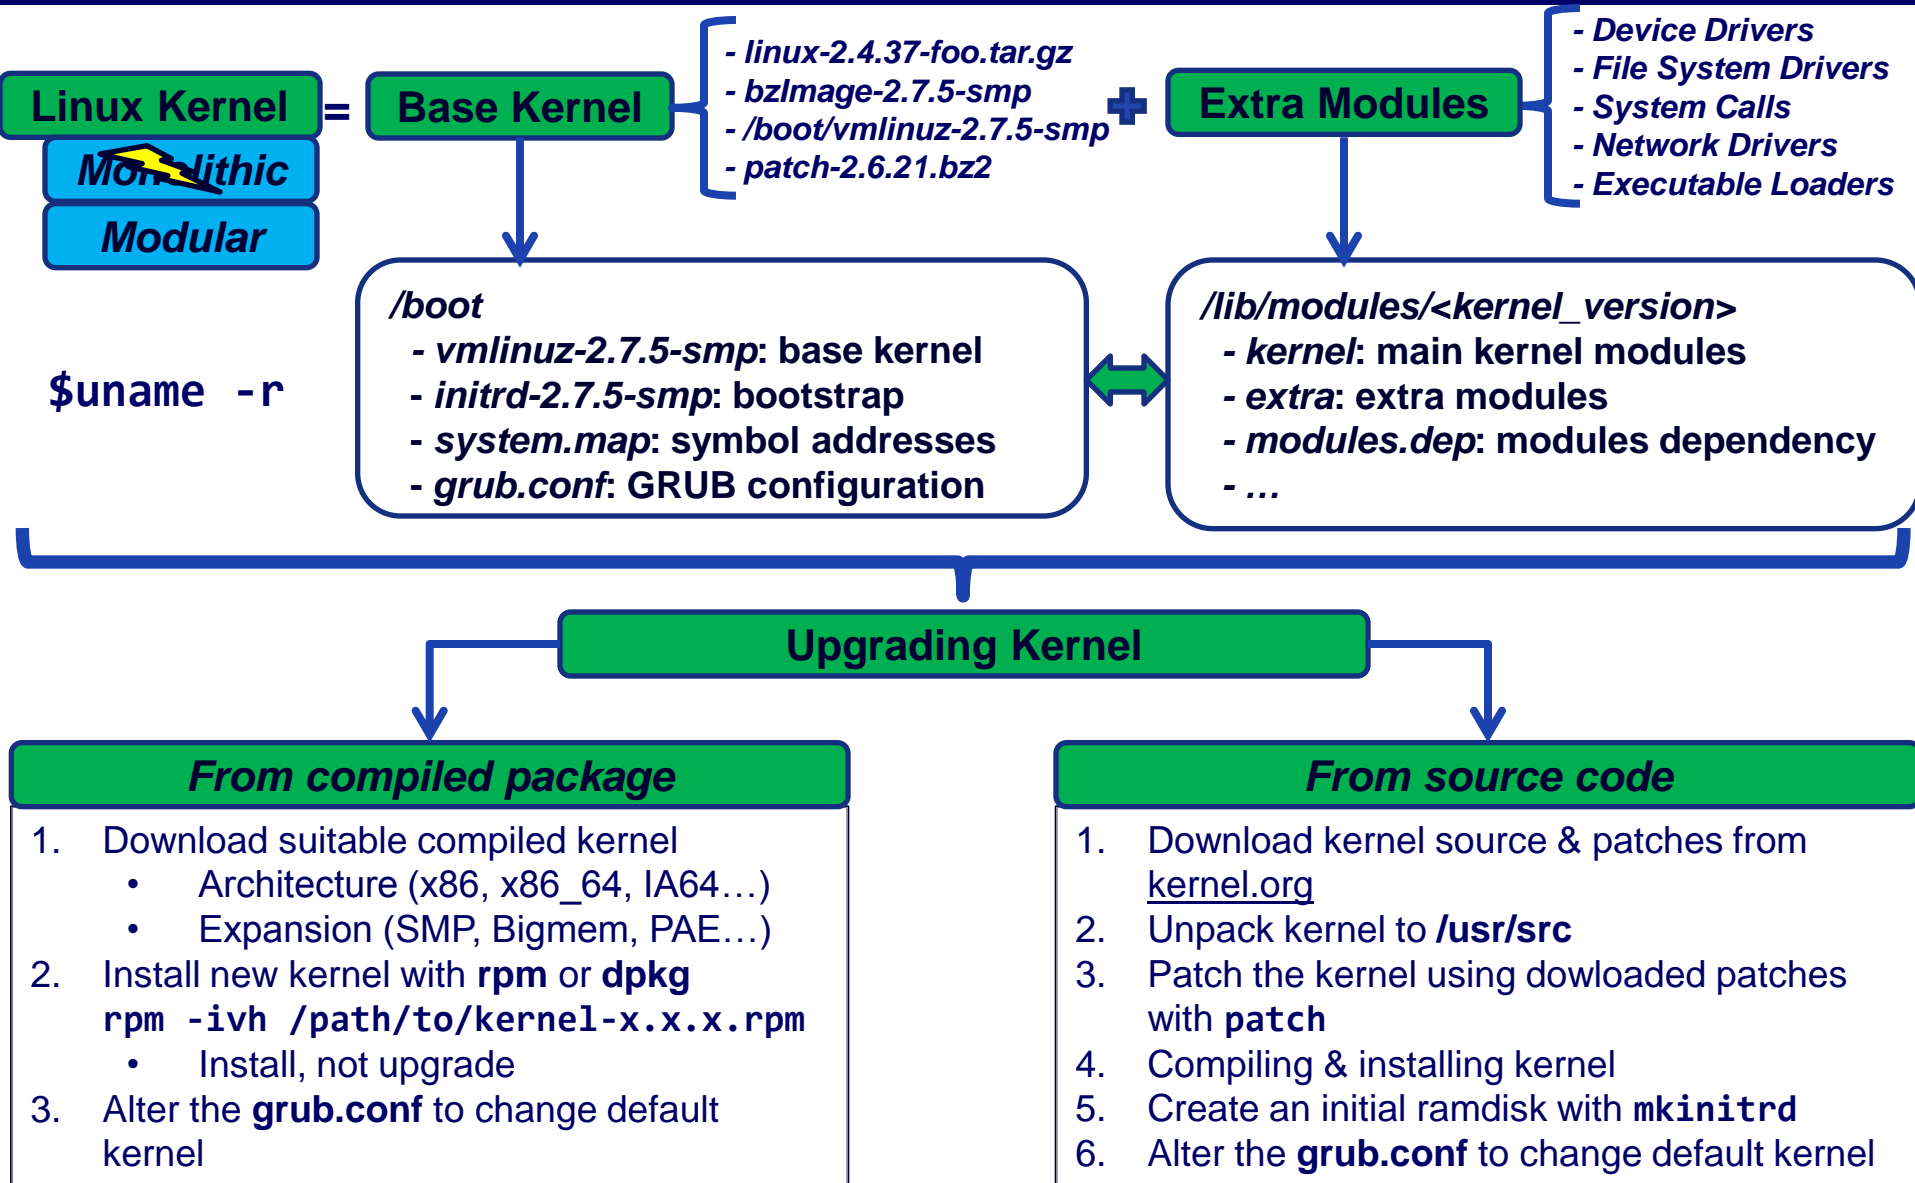 Linux Kernel
=
Base Kernel
- linux-2.4.37-foo.tar.gz
- bzImage-2.7.5-smp
- /boot/vmlinuz-2.7.5-smp
- patch-2.6.21.bz2
Extra Modules
- Device Drivers
- File System Drivers
- System Calls
- Network Drivers
- Executable Loaders
Monolithic
Modular
$uname -r
/boot
- vmlinuz-2.7.5-smp: base kernel
- initrd-2.7.5-smp: bootstrap
- system.map: symbol addresses
- grub.conf: GRUB configuration
/lib/modules/<kernel_version>
- kernel: main kernel modules
- extra: extra modules
- modules.dep: modules dependency
- …
Upgrading Kernel
From compiled package
1. Download suitable compiled kernel
• Architecture (x86, x86_64, IA64…)
• Expansion (SMP, Bigmem, PAE…)
2. Install new kernel with rpm or dpkg
rpm -ivh /path/to/kernel-x.x.x.rpm
• Install, not upgrade
3. Alter the grub.conf to change default
kernel
From source code
1. Download kernel source & patches from
kernel.org
2. Unpack kernel to /usr/src
3. Patch the kernel using dowloaded patches
with patch
4. Compiling & installing kernel
5. Create an initial ramdisk with mkinitrd
6. Alter the grub.conf to change default kernel